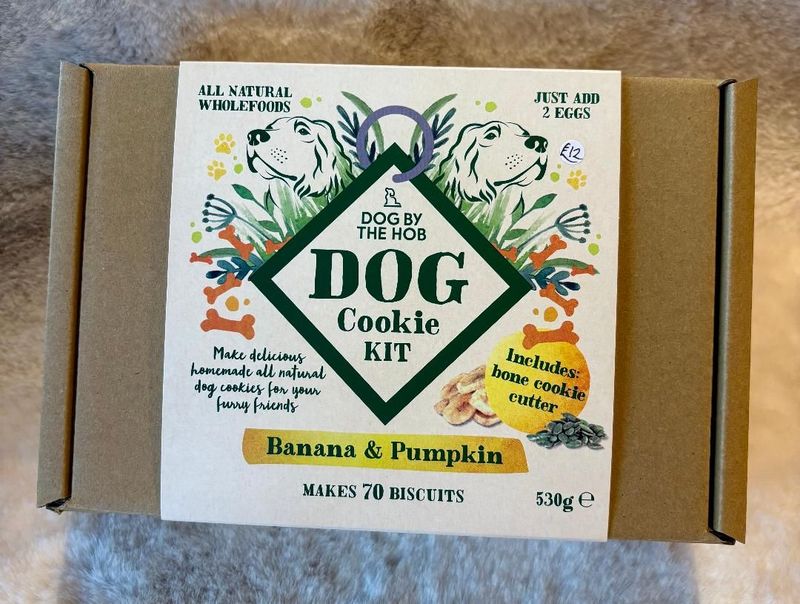 ALL NATURAL
WHOLEFOODS
JUST ADD
2 EGGS
£12
DOG BY
THE HOB
DOG
Cookie
KIT
Make delicious
homemade all natural
dog cookies for your
furry friends
Includes:
bone cookie
cutter
Banana & Pumpkin
MAKES 70 BISCUITS
530g ℮